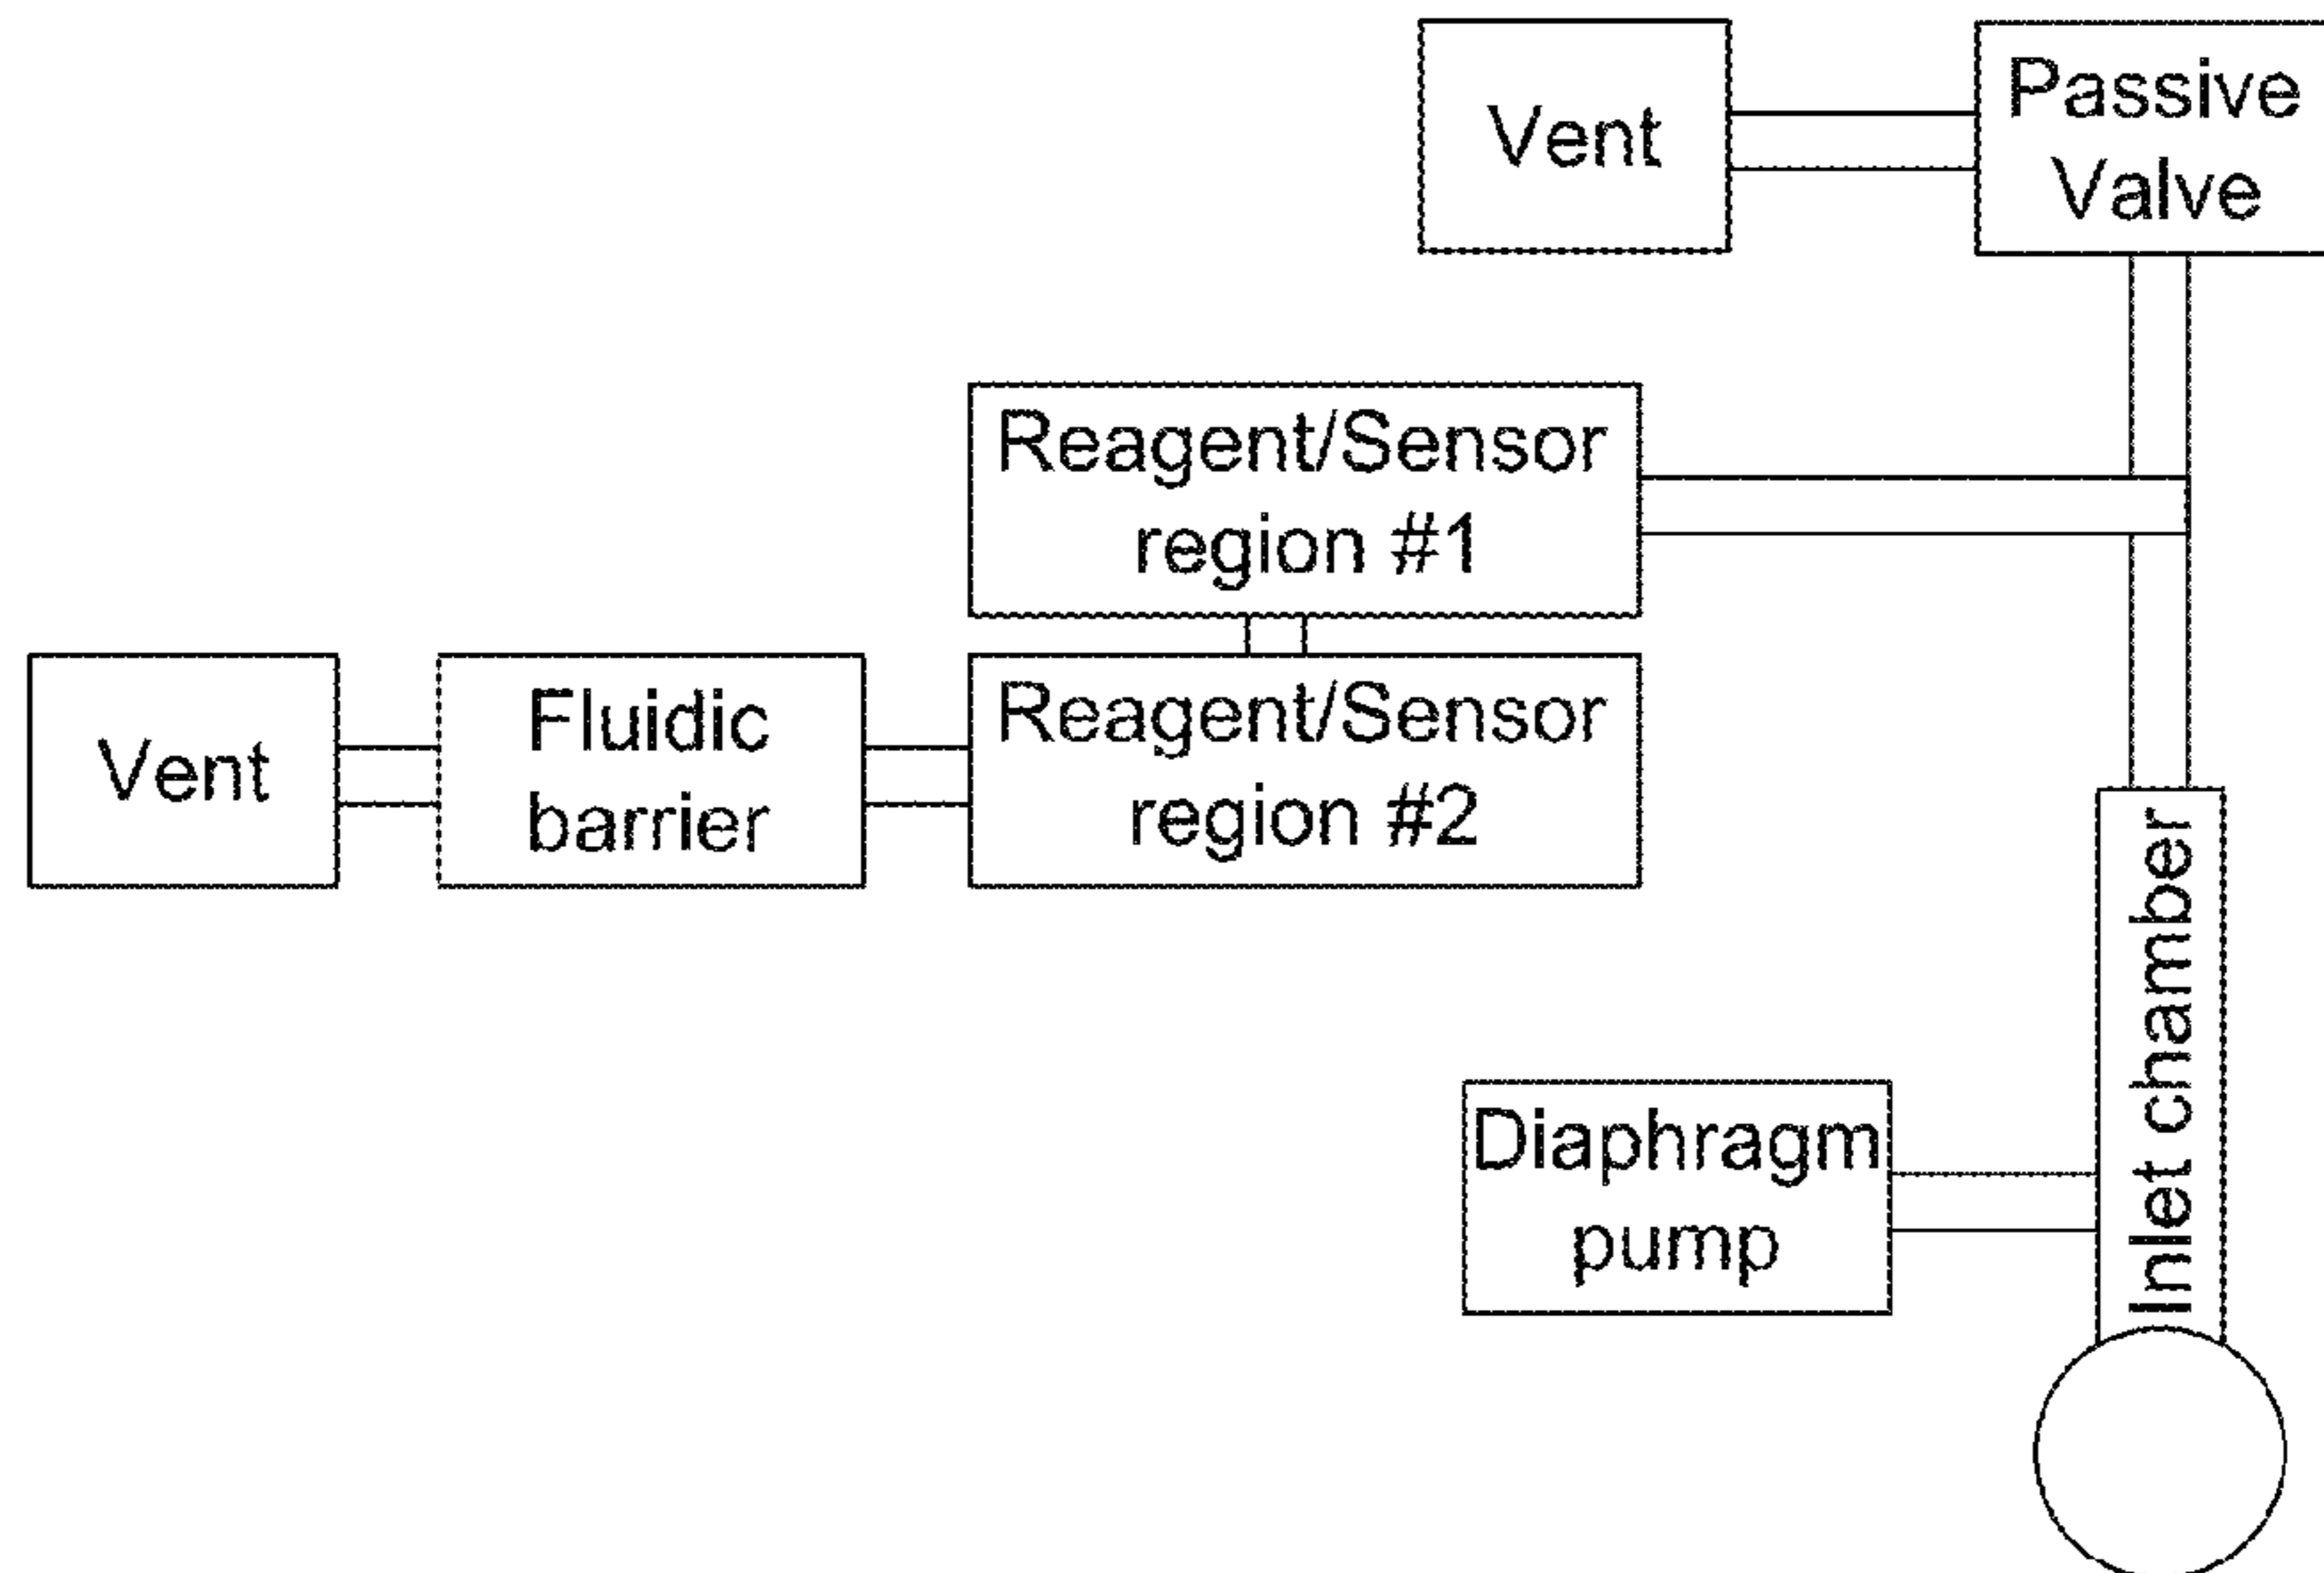 Vent
Passive
Valve
Reagent/Sensor
region #1
Vent
Fluidic
barrier
Reagent/Sensor
region #2
Inlet chamber
Diaphragm
pump